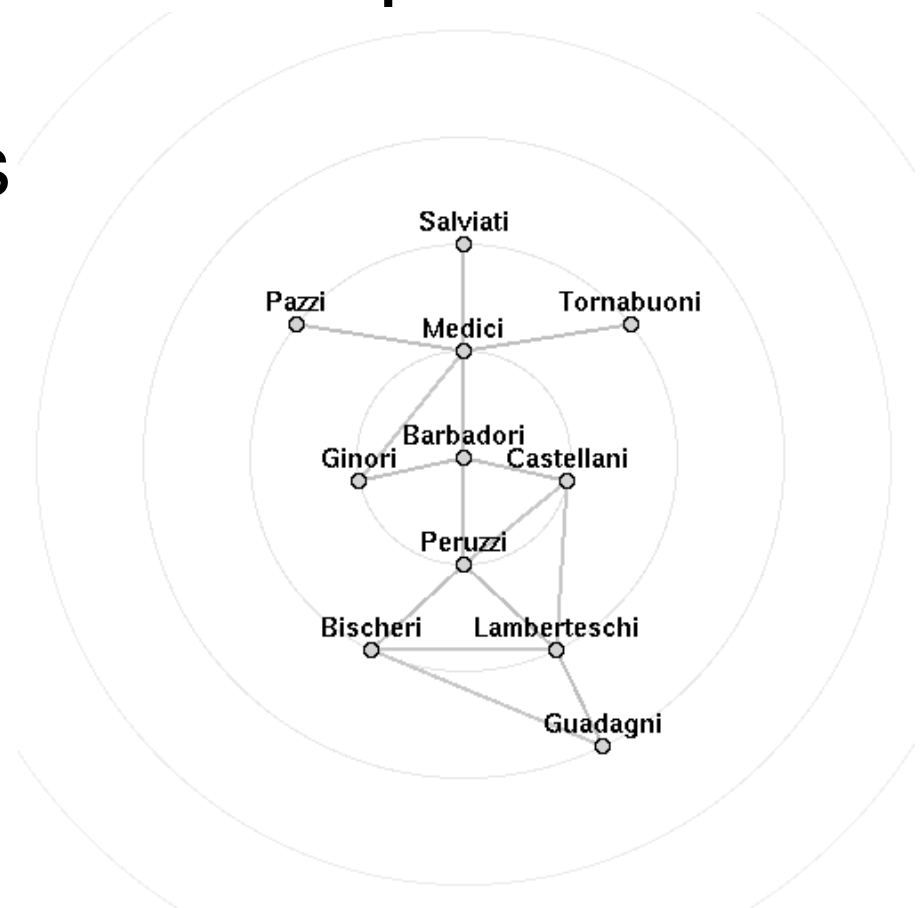 s
Salviati
Pazzi
Tornabuoni
Medici
Barbadori
Ginori
Castellani
Peruzzi
Bischeri
Lamberteschi
Guadagni